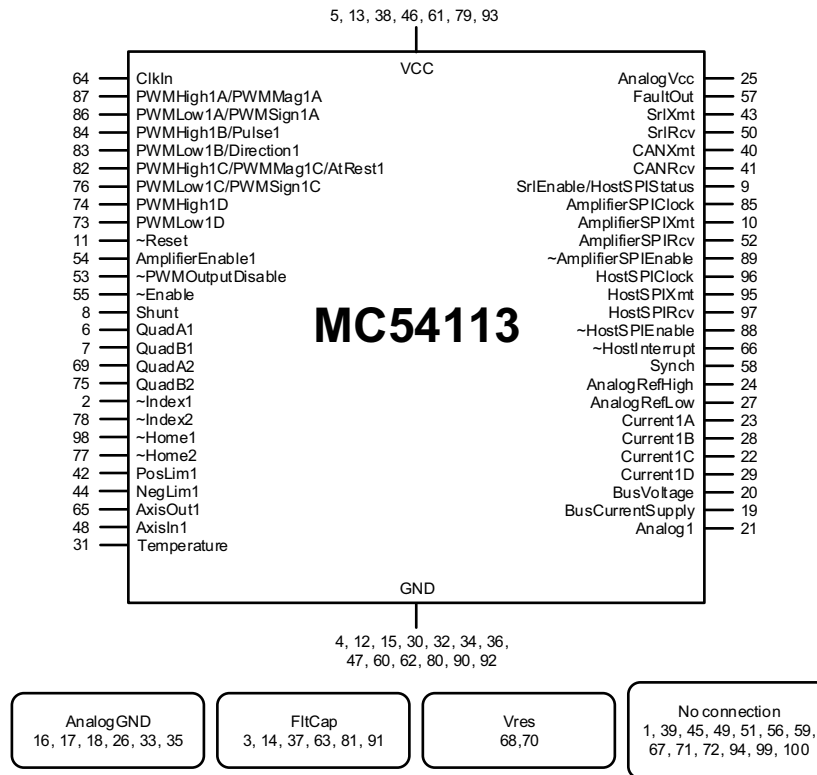 5, 13, 38, 46, 61, 79, 93
VCC
64 ClkIn
87 PWMHigh1A/PWMMag1A
86 PWMLow1A/PWMSign1A
84 PWMHigh1B/Pulse1
83 PWMLow1B/Direction1
82 PWMHigh1C/PWMMag1C/AtRest1
76 PWMLow1C/PWMSign1C
74 PWMHigh1D
73 PWMLow1D
11 ~Reset
54 AmplifierEnable1
53 ~PWMOutputDisable
55 ~Enable
8 Shunt
6 QuadA1
7 QuadB1
69 QuadA2
75 QuadB2
2 ~Index1
78 ~Index2
98 ~Home1
77 ~Home2
42 PosLim1
44 NegLim1
65 AxisOut1
48 AxisIn1
31 Temperature
MC54113
AnalogVcc 25
FaultOut 57
SrlXmt 43
SrlRcv 50
CANXmt 40
CANRcv 41
SrlEnable/HostSPIStatus 9
AmplifierSPIClock 85
AmplifierSPIXmt 10
AmplifierSPIRcv 52
~AmplifierSPIEnable 89
HostSPIClock 96
HostSPIXmt 95
HostSPIRcv 97
~HostSPIEnable 88
~HostInterrupt 66
Synch 58
AnalogRefHigh 24
AnalogRefLow 27
Current1A 23
Current1B 28
Current1C 22
Current1D 29
BusVoltage 20
BusCurrentSupply 19
Analog1 21
GND
4, 12, 15, 30, 32, 34, 36,
47, 60, 62, 80, 90, 92
AnalogGND
16, 17, 18, 26, 33, 35
FltCap
3, 14, 37, 63, 81, 91
Vres
68,70
No connection
1, 39, 45, 49, 51, 56, 59,
67, 71, 72, 94, 99, 100